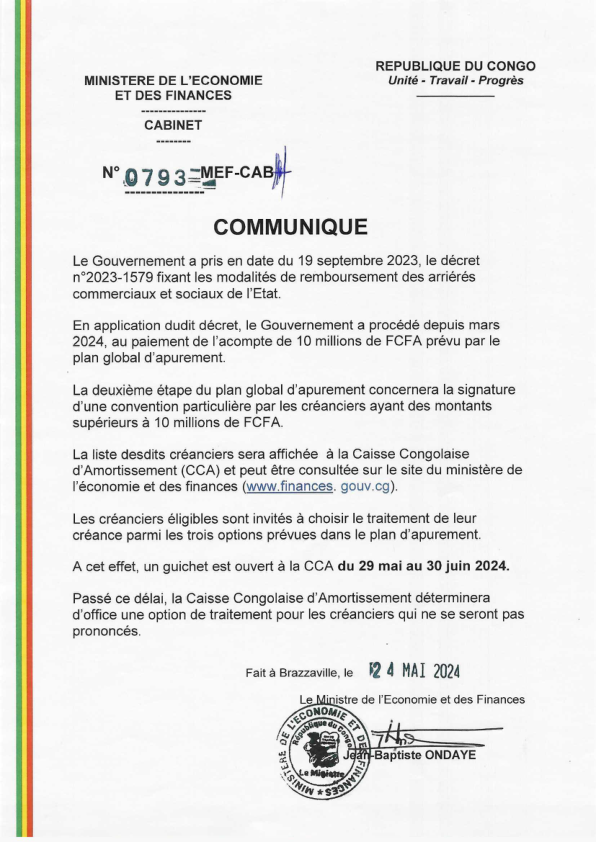 REPUBLIQUE DU CONGO
Unité - Travail - Progrès
MINISTERE DE L'ECONOMIE
ET DES FINANCES
---------------
CABINET
--------
N° 0793 MEF-CAB
COMMUNIQUE
Le Gouvernement a pris en date du 19 septembre 2023, le décret
n°2023-1579 fixant les modalités de remboursement des arriérés
commerciaux et sociaux de l'Etat.
En application dudit décret, le Gouvernement a procédé depuis mars
2024, au paiement de l'acompte de 10 millions de FCFA prévu par le
plan global d'apurement.
La deuxième étape du plan global d'apurement concernera la signature
d'une convention particulière par les créanciers ayant des montants
supérieurs à 10 millions de FCFA.
La liste desdits créanciers sera affichée à la Caisse Congolaise
d'Amortissement (CCA) et peut être consultée sur le site du ministère de
l'économie et des finances (www.finances. gouv.cg).
Les créanciers éligibles sont invités à choisir le traitement de leur
créance parmi les trois options prévues dans le plan d'apurement.
A cet effet, un guichet est ouvert à la CCA du 29 mai au 30 juin 2024.
Passé ce délai, la Caisse Congolaise d'Amortissement déterminera
d'office une option de traitement pour les créanciers qui ne se seront pas
prononcés.
Fait à Brazzaville, le 24 MAI 2024
Le Ministre de l'Economie et des Finances
MINISTERE DE L'ECONOMIE ET DES FINANCES
République du Congo
Le Ministre
Jean-Baptiste ONDAYE